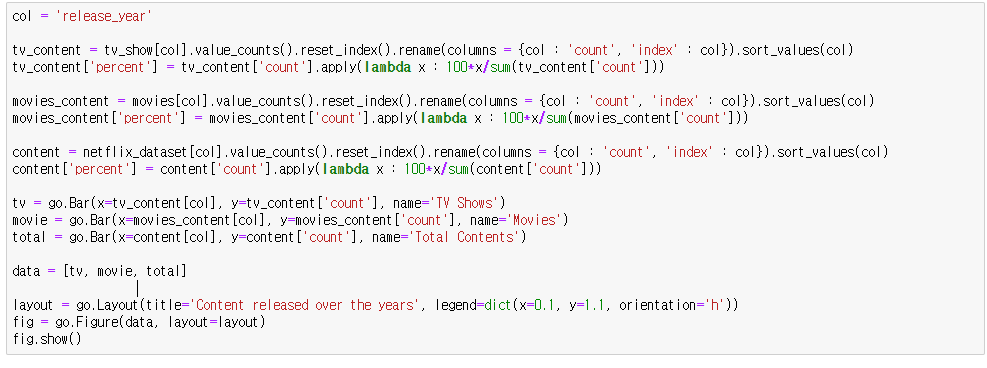 col = 'release_year'
tv_content = tv_show[col].value_counts().reset_index().rename(columns = {col : 'count', 'index' : col}).sort_values(col)
tv_content['percent'] = tv_content['count'].apply(lambda x : 100*x/sum(tv_content['count']))
movies_content = movies[col].value_counts().reset_index().rename(columns = {col : 'count', 'index' : col}).sort_values(col)
movies_content['percent'] = movies_content['count'].apply(lambda x : 100*x/sum(movies_content['count']))
content = netflix_dataset[col].value_counts().reset_index().rename(columns = {col : 'count', 'index' : col}).sort_values(col)
content['percent'] = content['count'].apply(lambda x : 100*x/sum(content['count']))
tv = go.Bar(x=tv_content[col], y=tv_content['count'], name='TV Shows')
movie = go.Bar(x=movies_content[col], y=movies_content['count'], name='Movies')
total = go.Bar(x=content[col], y=content['count'], name='Total Contents')
data = [tv, movie, total]
layout = go.Layout(title='Content released over the years', legend=dict(x=0.1, y=1.1, orientation='h'))
fig = go.Figure(data, layout=layout)
fig.show()